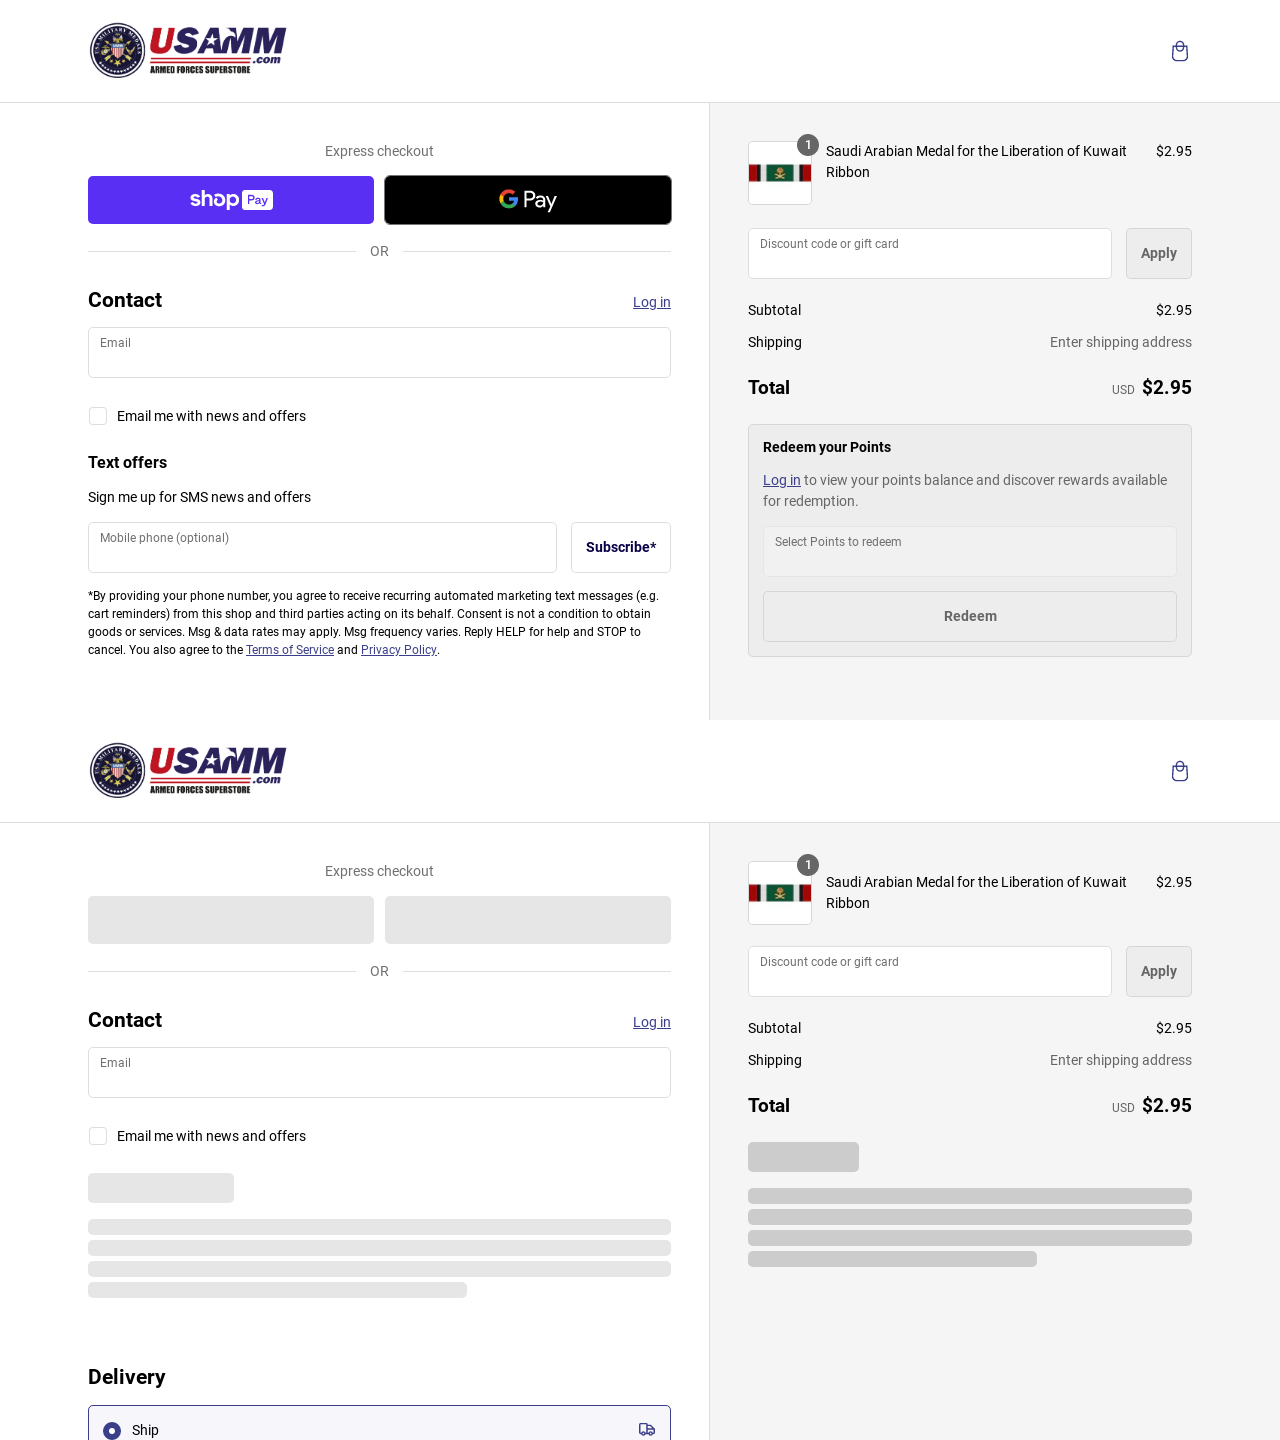 USA MILITARY MEDALS
USAMM
.com
ARMED FORCES SUPERSTORE
Express checkout
shop Pay
G Pay
OR
Contact
Log in
Email
Email me with news and offers
Text offers
Sign me up for SMS news and offers
Mobile phone (optional)
Subscribe*
*By providing your phone number, you agree to receive recurring automated marketing text messages (e.g.
cart reminders) from this shop and third parties acting on its behalf. Consent is not a condition to obtain
goods or services. Msg & data rates may apply. Msg frequency varies. Reply HELP for help and STOP to
cancel. You also agree to the Terms of Service and Privacy Policy.
1
Saudi Arabian Medal for the Liberation of Kuwait
Ribbon
$2.95
Discount code or gift card
Apply
Subtotal
$2.95
Shipping
Enter shipping address
Total
USD $2.95
Redeem your Points
Log in to view your points balance and discover rewards available
for redemption.
Select Points to redeem
Redeem
USA MILITARY MEDALS
USAMM
.com
ARMED FORCES SUPERSTORE
Express checkout
OR
Contact
Log in
Email
Email me with news and offers
Delivery
Ship
1
Saudi Arabian Medal for the Liberation of Kuwait
Ribbon
$2.95
Discount code or gift card
Apply
Subtotal
$2.95
Shipping
Enter shipping address
Total
USD $2.95